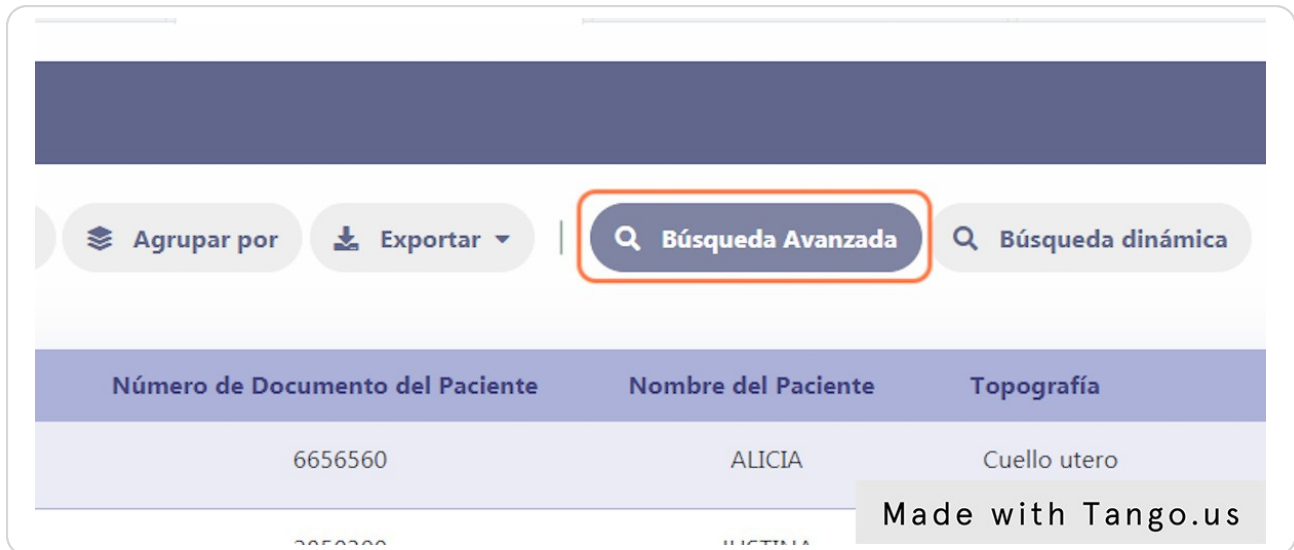 Agrupar por
Exportar
Búsqueda Avanzada
Búsqueda dinámica
Número de Documento del Paciente
Nombre del Paciente
Topografía
6656560
ALICIA
Cuello utero
Made with Tango.us